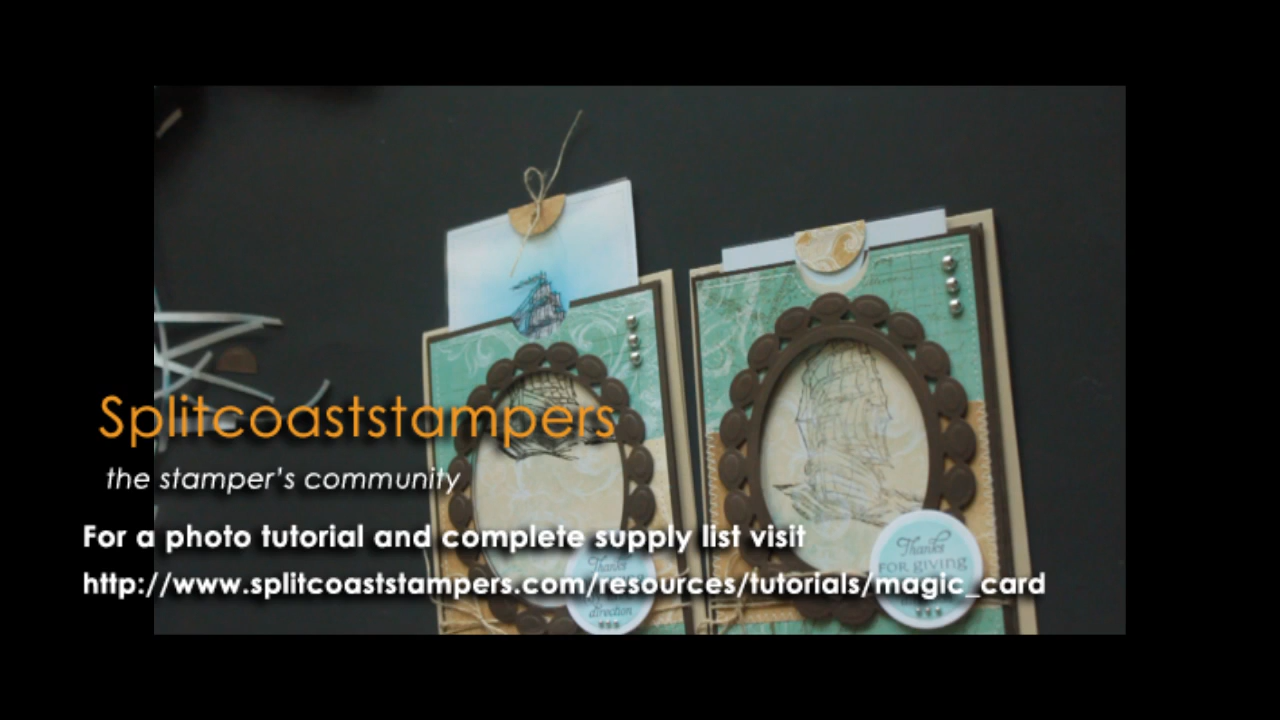 Splitcoaststampers
the stamper's community
For a photo tutorial and complete supply list visit
http://www.splitcoaststampers.com/resources/tutorials/magic_card
Thanks
Thanks
FOR giving
direction